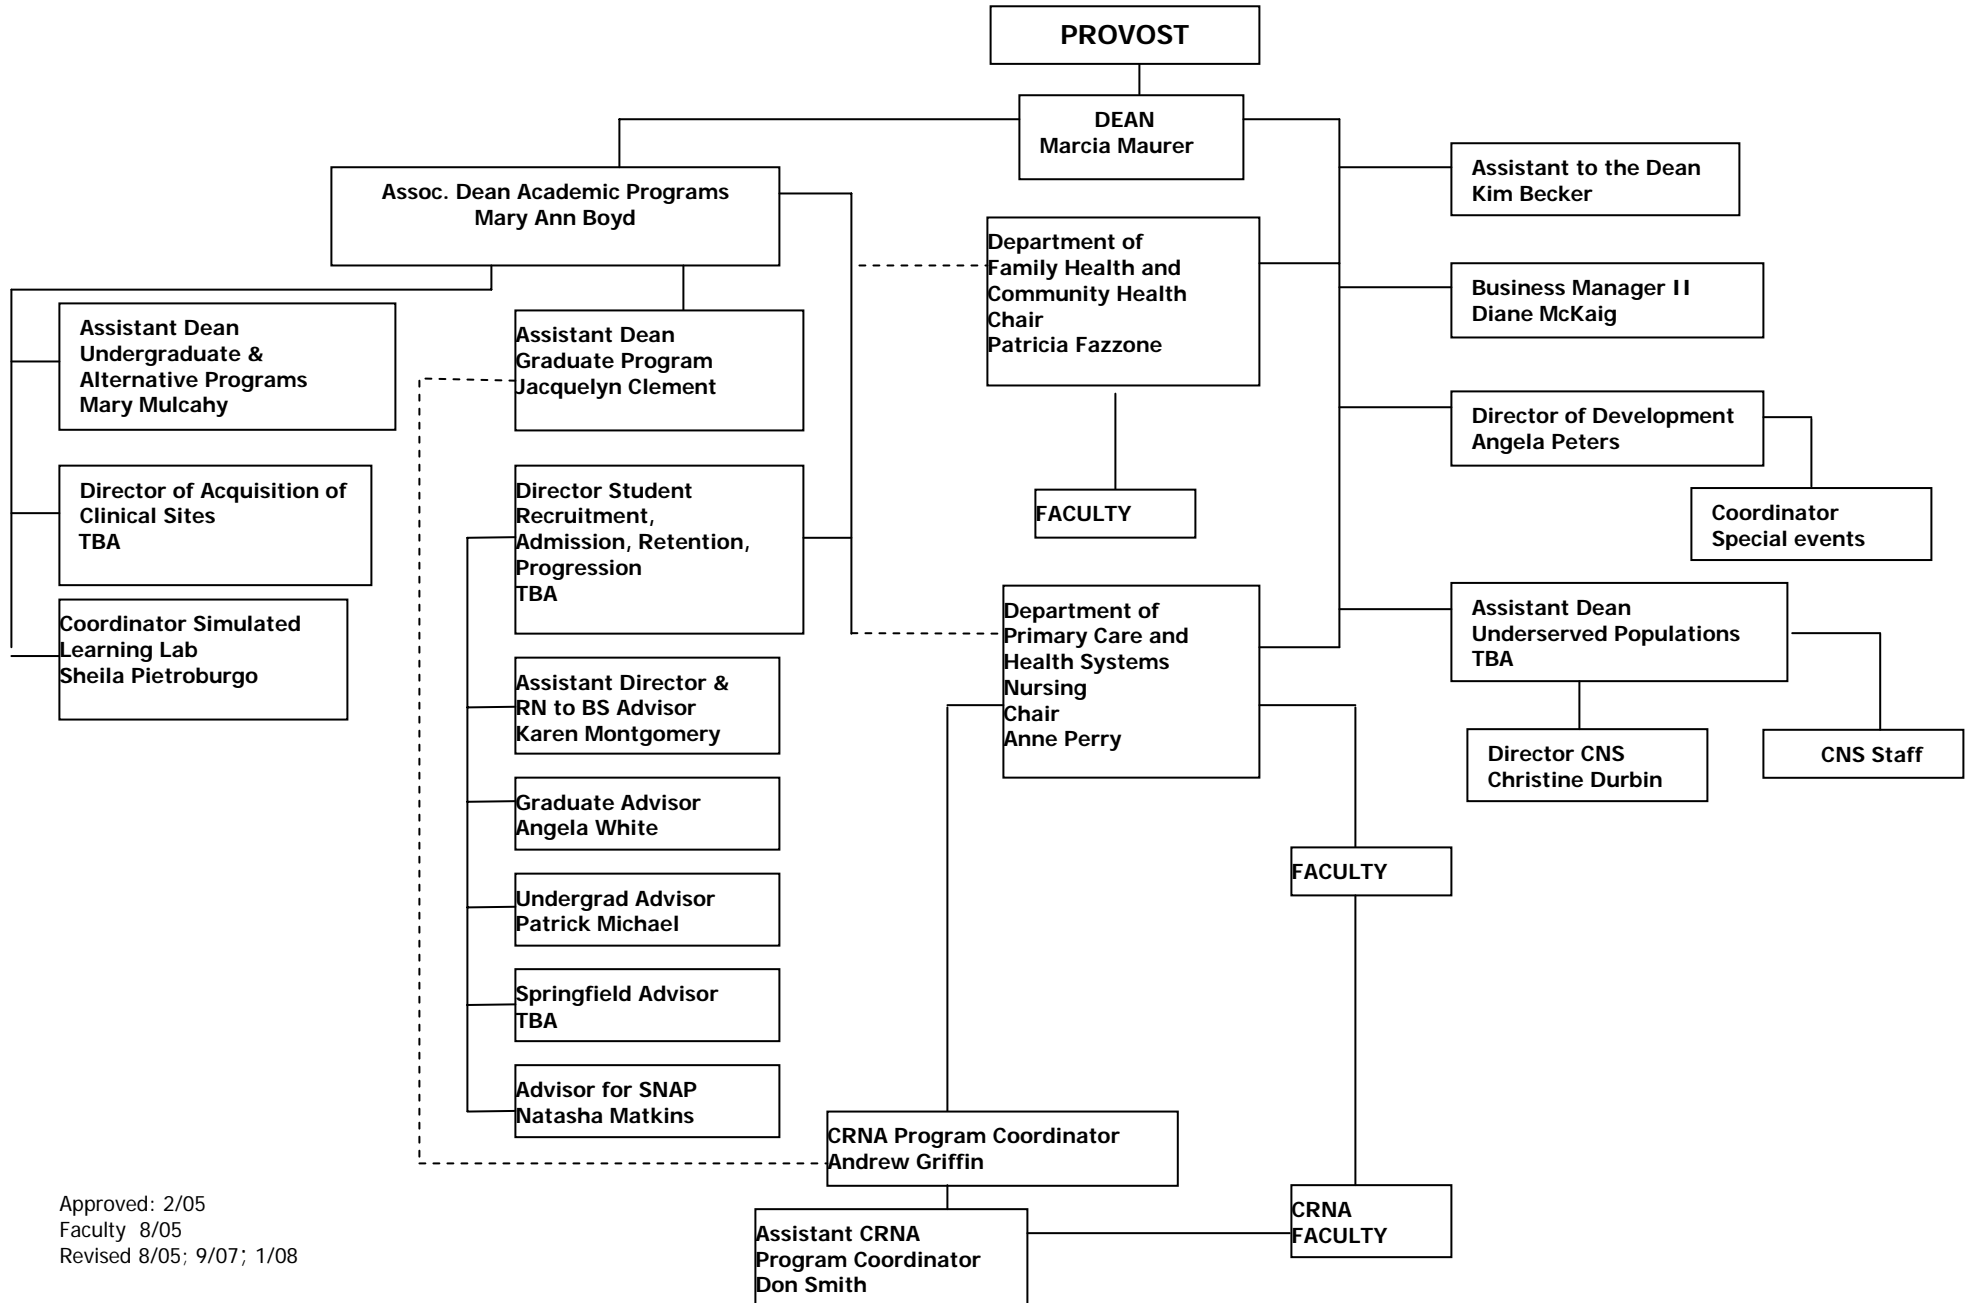 PROVOST
DEAN
Marcia Maurer
Assoc. Dean Academic Programs
Mary Ann Boyd
Assistant to the Dean
Kim Becker
Department of
Family Health and
Community Health
Chair
Patricia Fazzone
Business Manager II
Diane McKaig
Assistant Dean
Undergraduate &
Alternative Programs
Mary Mulcahy
Assistant Dean
Graduate Program
Jacquelyn Clement
Director of Development
Angela Peters
Director of Acquisition of
Clinical Sites
TBA
Director Student
Recruitment,
Admission, Retention,
Progression
TBA
FACULTY
Coordinator
Special events
Coordinator Simulated
Learning Lab
Sheila Pietroburgo
Department of
Primary Care and
Health Systems
Nursing
Chair
Anne Perry
Assistant Dean
Underserved Populations
TBA
Assistant Director &
RN to BS Advisor
Karen Montgomery
Director CNS
Christine Durbin
CNS Staff
Graduate Advisor
Angela White
FACULTY
Undergrad Advisor
Patrick Michael
Springfield Advisor
TBA
Advisor for SNAP
Natasha Matkins
CRNA Program Coordinator
Andrew Griffin
CRNA
FACULTY
Assistant CRNA
Program Coordinator
Don Smith
Approved: 2/05
Faculty 8/05
Revised 8/05; 9/07; 1/08